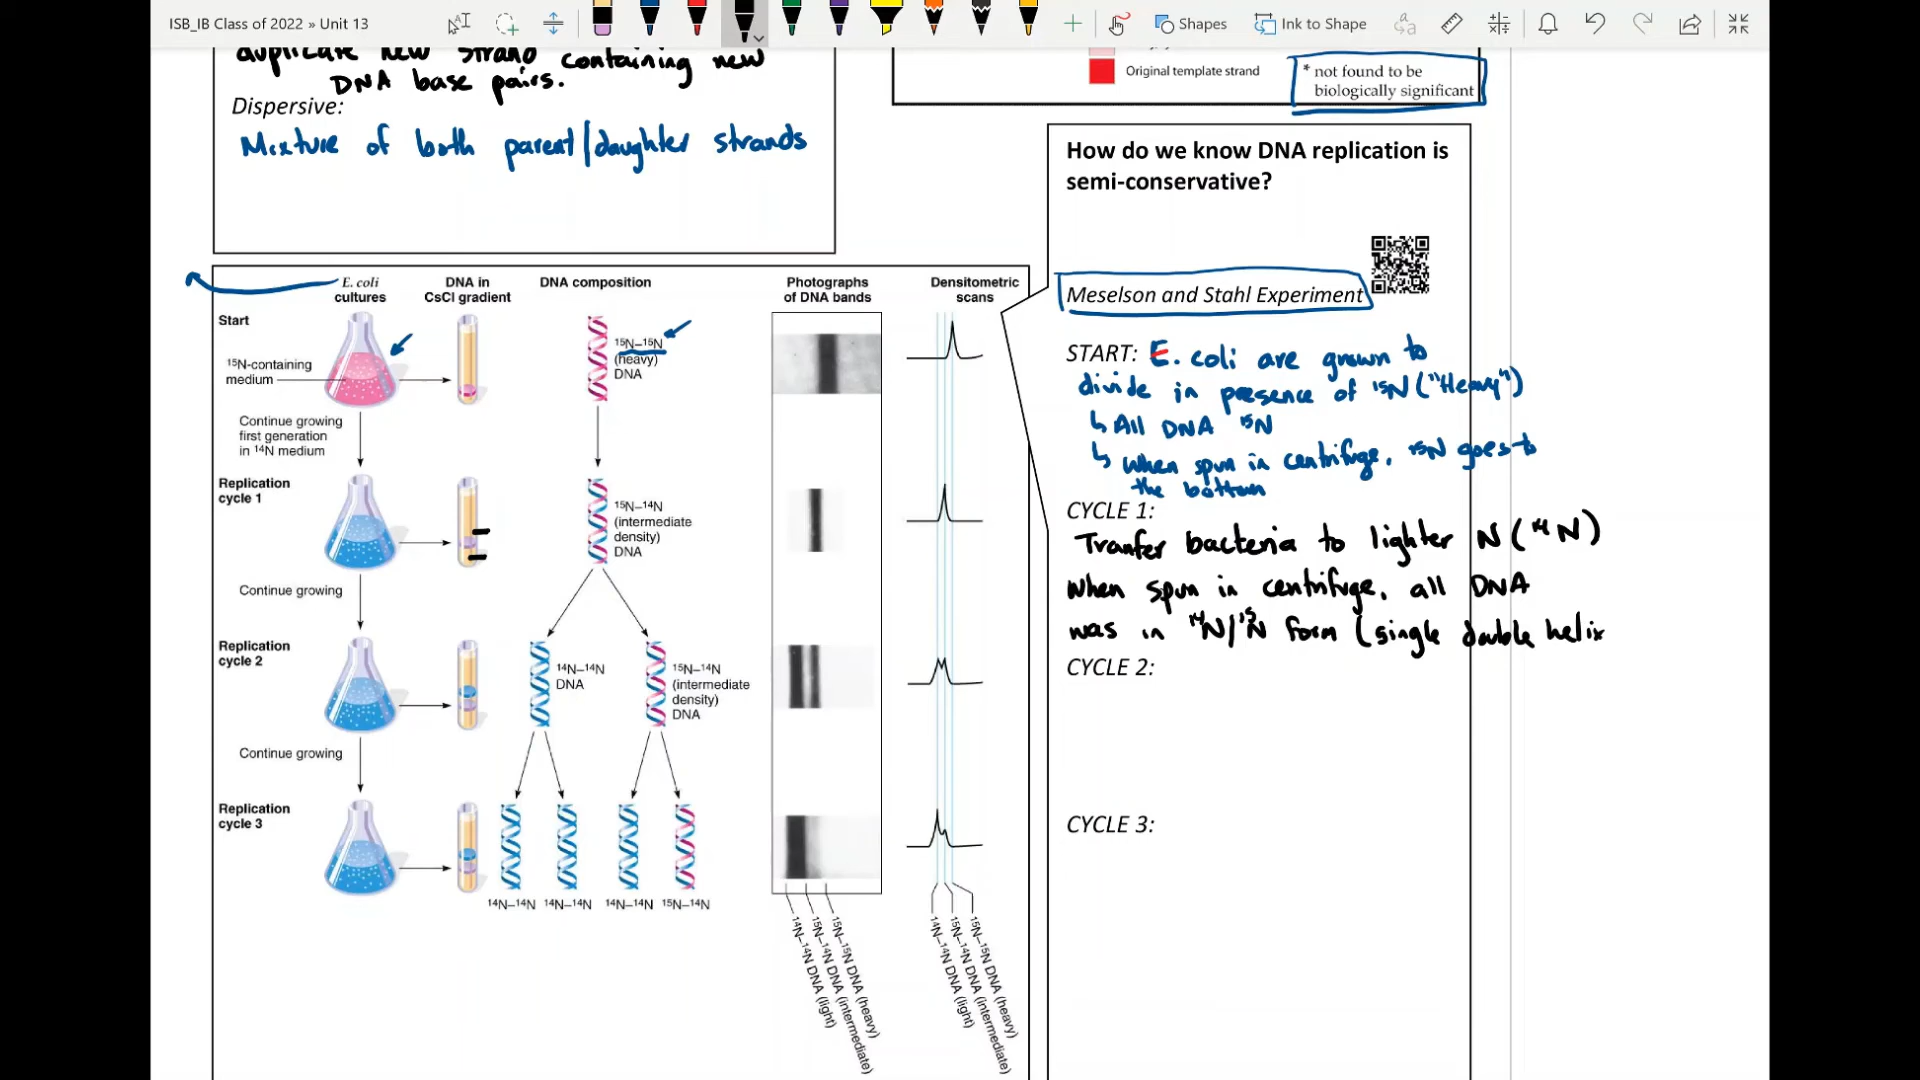 ISB_IB Class of 2022 » Unit 13
Shapes
Ink to Shape
duplicate new strand containing new
DNA base pairs.
Dispersive:
Mixture of both parent/daughter strands
Original template strand
* not found to be
biologically significant
How do we know DNA replication is
semi-conservative?
Meselson and Stahl Experiment
START: E. coli are grown to
divide in presence of ¹⁵N ("Heavy")
↳ All DNA ¹⁵N
↳ When spun in centrifuge, ¹⁵N goes to
the bottom
CYCLE 1:
Tranfer bacteria to lighter N (¹⁴N)
When spun in centrifuge, all DNA
was in ¹⁴N/¹⁵N form (single double helix
CYCLE 2:
CYCLE 3:
E. coli
cultures
DNA in
CsCl gradient
DNA composition
Photographs
of DNA bands
Densitometric
scans
Start
¹⁵N-containing
medium
¹⁵N–¹⁵N
(heavy)
DNA
Continue growing
first generation
in ¹⁴N medium
Replication
cycle 1
¹⁵N–¹⁴N
(intermediate
density)
DNA
Continue growing
Replication
cycle 2
¹⁴N–¹⁴N
DNA
¹⁵N–¹⁴N
(intermediate
density)
DNA
Continue growing
Replication
cycle 3
¹⁴N–¹⁴N ¹⁴N–¹⁴N ¹⁴N–¹⁴N ¹⁵N–¹⁴N
¹⁴N–¹⁴N DNA (light)
¹⁵N–¹⁴N DNA (intermediate)
¹⁵N–¹⁵N DNA (heavy)
¹⁴N–¹⁴N DNA (light)
¹⁵N–¹⁴N DNA (intermediate)
¹⁵N–¹⁵N DNA (heavy)